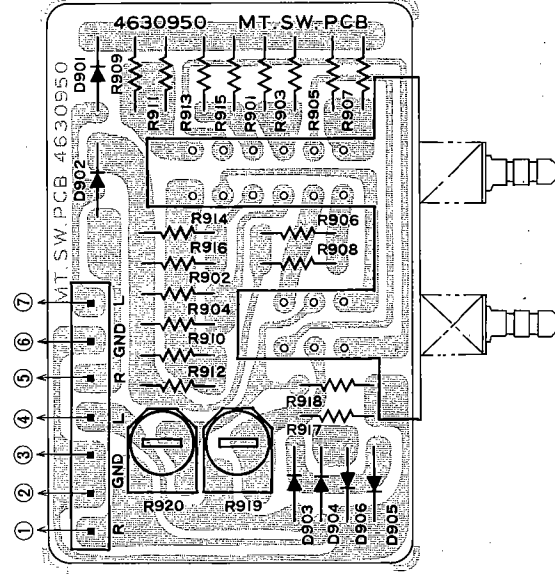 4630950 MT.SW.PCB
MT.SW.PCB 4630950
D901
R909
R911
R913
R915
R901
R903
R905
R907
D902
R914
R916
R902
R904
R910
R912
R906
R908
7 L
6 GND
5 R
4 L
3 GND
2
1 R
R918
R917
R920
R919
D903
D904
D906
D905